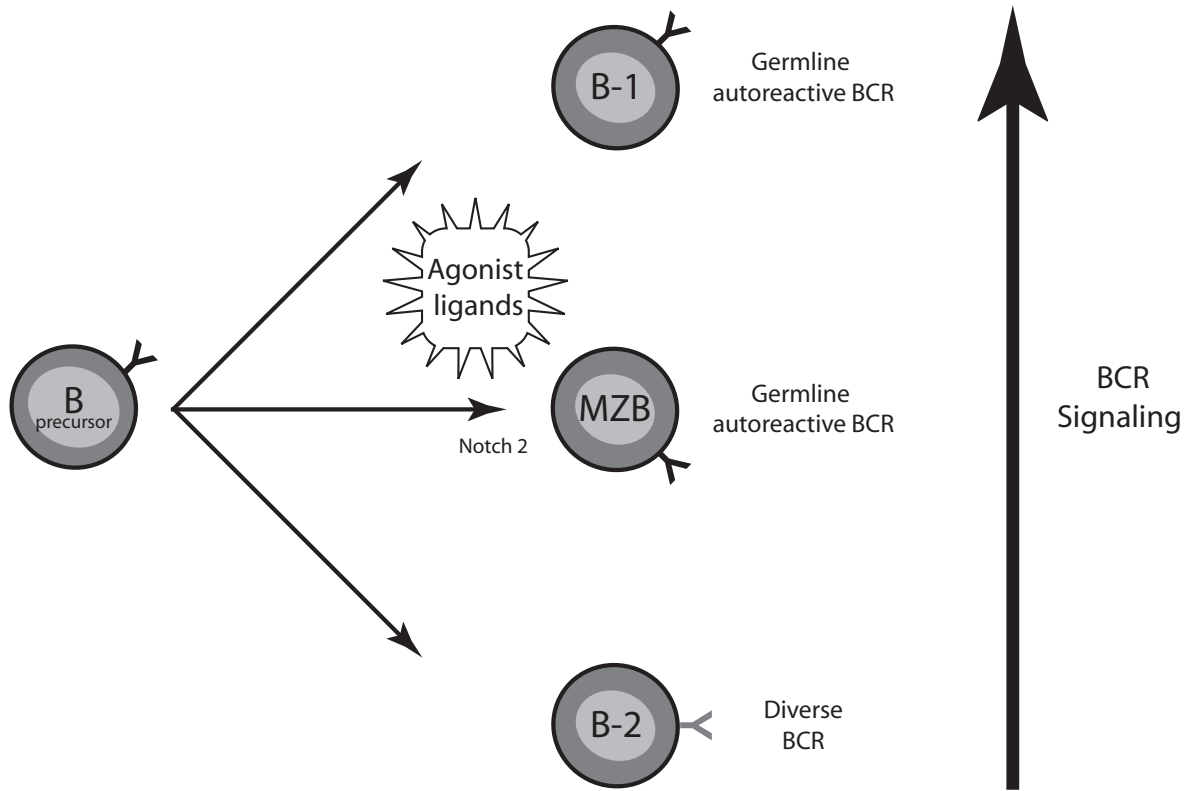 B-1
Germline
autoreactive BCR
Agonist
ligands
B
precursor
MZB
Germline
autoreactive BCR
BCR
Signaling
Notch 2
B-2
Diverse
BCR